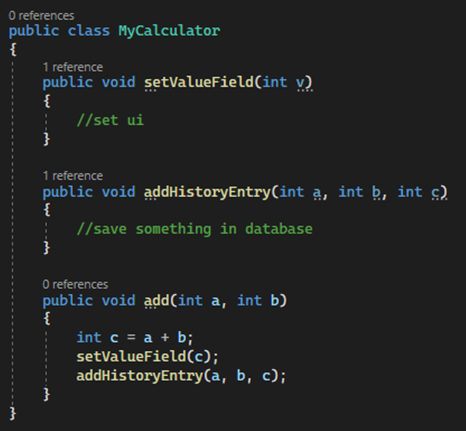 0 references
public class MyCalculator
{
1 reference
public void setValueField(int v)
{
//set ui
}
1 reference
public void addHistoryEntry(int a, int b, int c)
{
//save something in database
}
0 references
public void add(int a, int b)
{
int c = a + b;
setValueField(c);
addHistoryEntry(a, b, c);
}
}